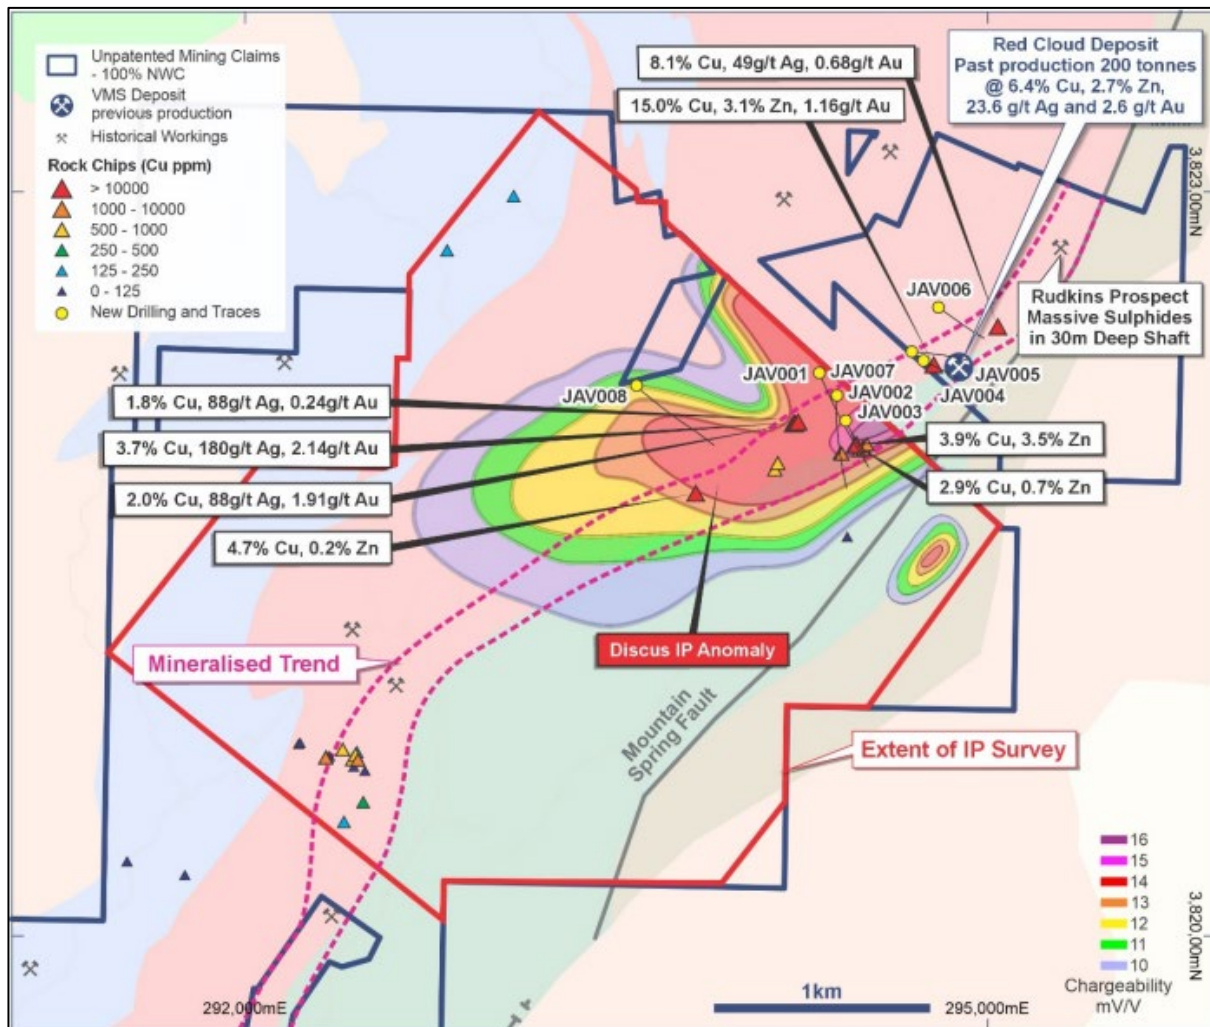 Unpatented Mining Claims
- 100% NWC
VMS Deposit
previous production
Historical Workings
Rock Chips (Cu ppm)
> 10000
1000 - 10000
500 - 1000
250 - 500
125 - 250
0 - 125
New Drilling and Traces
8.1% Cu, 49g/t Ag, 0.68g/t Au
15.0% Cu, 3.1% Zn, 1.16g/t Au
Red Cloud Deposit
Past production 200 tonnes
@ 6.4% Cu, 2.7% Zn,
23.6 g/t Ag and 2.6 g/t Au
3,823,00mN
JAV006
Rudkins Prospect
Massive Sulphides
in 30m Deep Shaft
JAV001
JAV007
JAV005
JAV008
JAV002
JAV004
JAV003
1.8% Cu, 88g/t Ag, 0.24g/t Au
3.7% Cu, 180g/t Ag, 2.14g/t Au
2.0% Cu, 88g/t Ag, 1.91g/t Au
4.7% Cu, 0.2% Zn
3.9% Cu, 3.5% Zn
2.9% Cu, 0.7% Zn
Discus IP Anomaly
Mineralised Trend
Mountain
Spring Fault
Extent of IP Survey
16
15
14
13
12
11
10
Chargeability
mV/V
3,820,00mN
292,000mE
1km
295,000mE